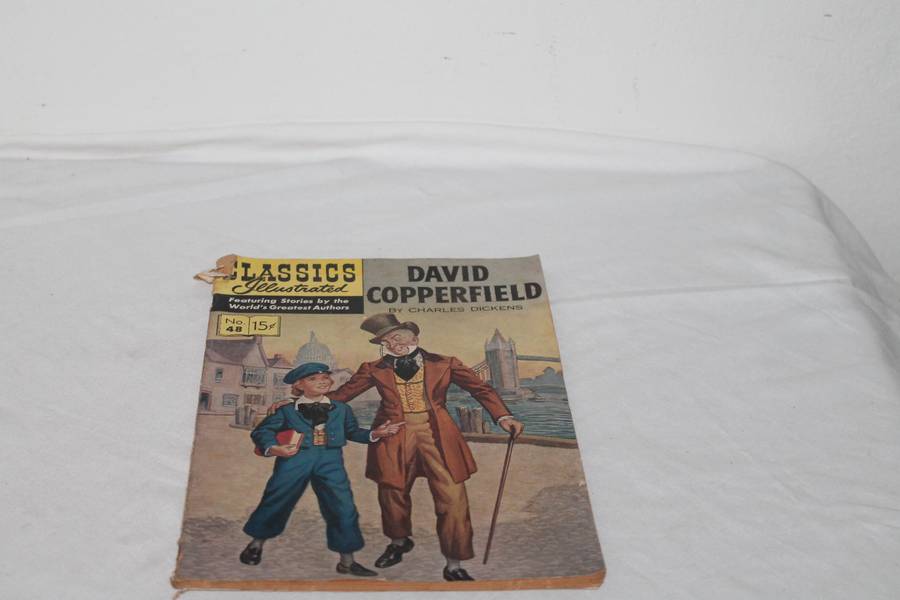 CLASSICS
Illustrated
Featuring Stories by the
World's Greatest Authors
No. 48
15¢
DAVID
COPPERFIELD
BY CHARLES DICKENS